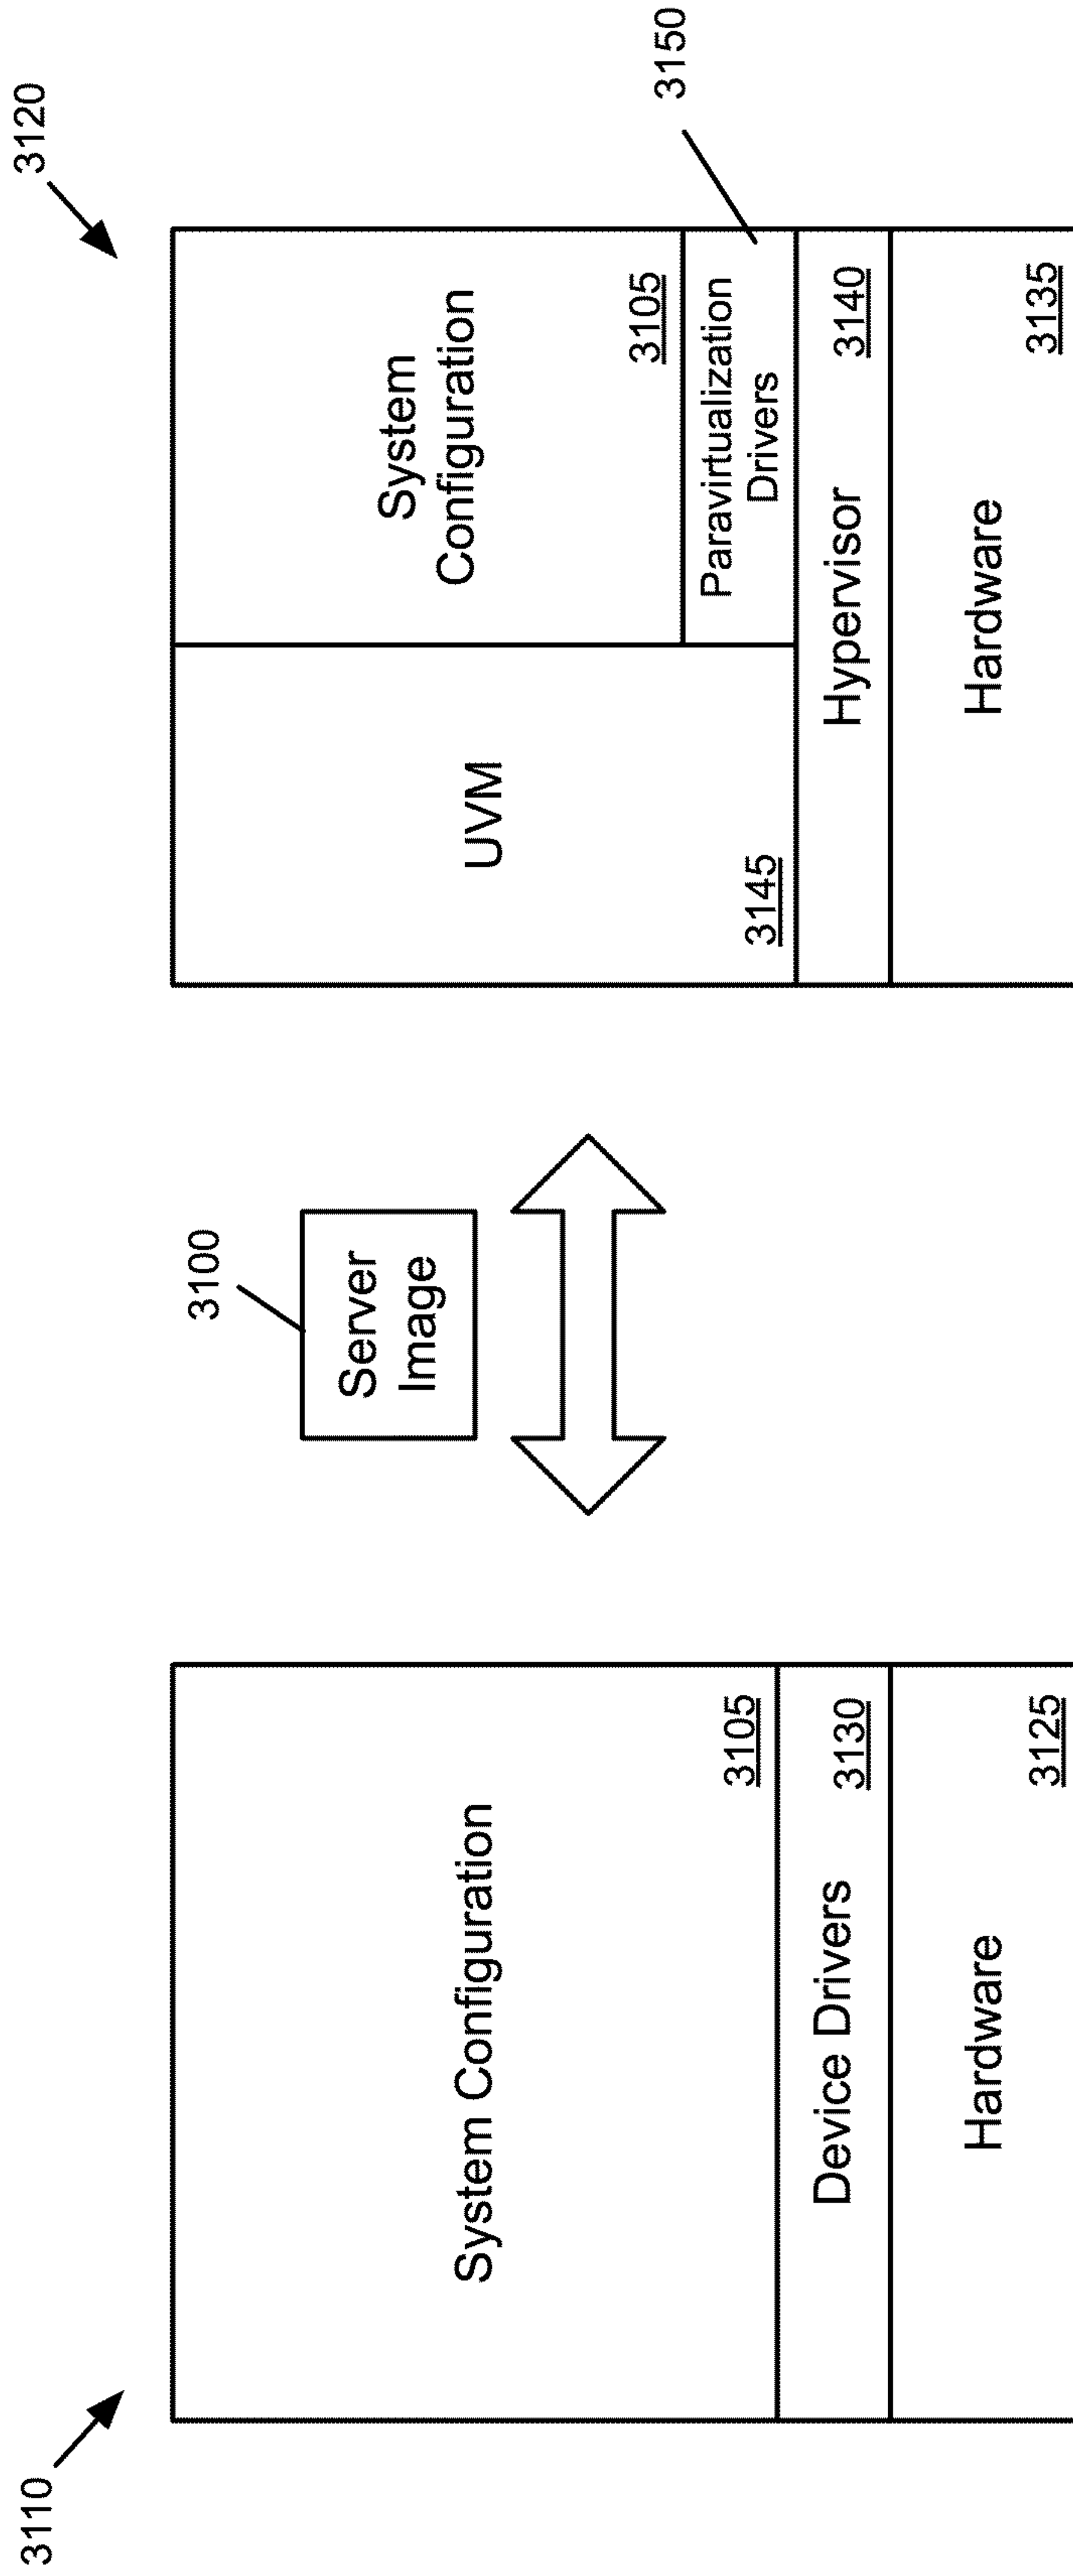 3110
System Configuration
3105
Device Drivers
3130
Hardware
3125
3100
Server
Image
3120
UVM
3145
System
Configuration
3105
Paravirtualization
Drivers
3150
Hypervisor
3140
Hardware
3135